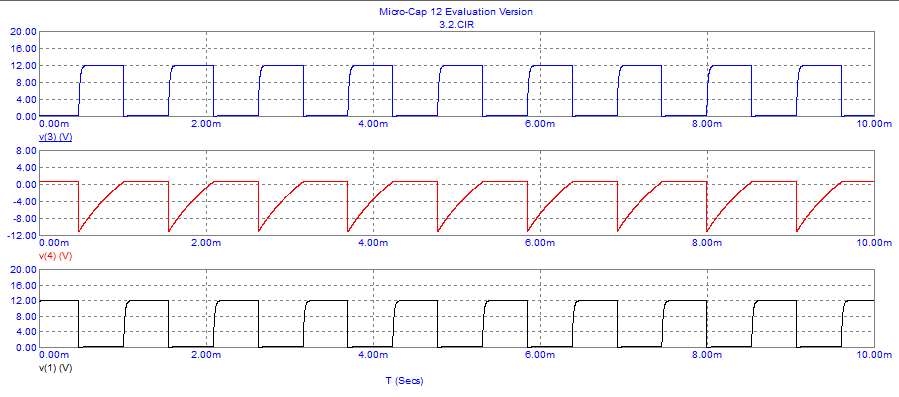 Micro-Cap 12 Evaluation Version
3.2.CIR
20.00
16.00
12.00
8.00
4.00
0.00
0.00m 2.00m 4.00m 6.00m 8.00m 10.00m
v(3) (V)
8.00
4.00
0.00
-4.00
-8.00
-12.00
0.00m 2.00m 4.00m 6.00m 8.00m 10.00m
v(4) (V)
20.00
16.00
12.00
8.00
4.00
0.00
0.00m 2.00m 4.00m 6.00m 8.00m 10.00m
v(1) (V)
T (Secs)